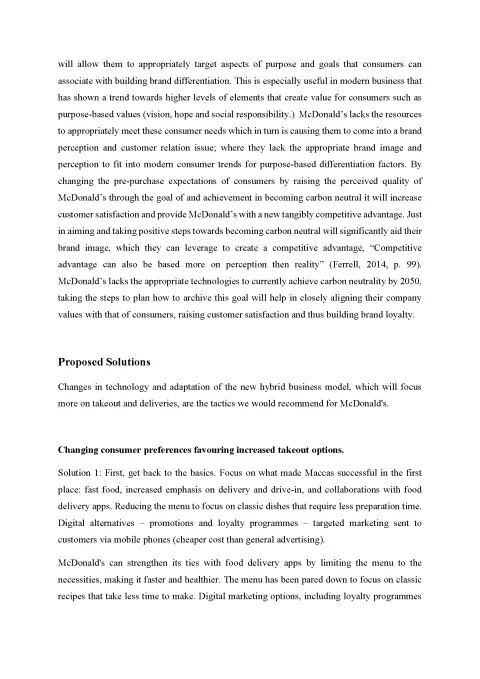 will allow them to appropriately target aspects of purpose and goals that consumers can
associate with building brand differentiation. This is especially useful in modern business that
has shown a trend towards higher levels of elements that create value for consumers such as
purpose-based values (vision, hope and social responsibility.)  McDonald’s lacks the resources
to appropriately meet these consumer needs which in turn is causing them to come into a brand
perception and customer relation issue; where they lack the appropriate brand image and
perception to fit into modern consumer trends for purpose-based differentiation factors. By
changing the pre-purchase expectations of consumers by raising the perceived quality of
McDonald’s through the goal of and achievement in becoming carbon neutral it will increase
customer satisfaction and provide McDonald’s with a new tangibly competitive advantage. Just
in aiming and taking positive steps towards becoming carbon neutral will significantly aid their
brand image, which they can leverage to create a competitive advantage, “Competitive
advantage can also be based more on perception then reality” (Ferrell, 2014, p. 99).
McDonald’s lacks the appropriate technologies to currently achieve carbon neutrality by 2050,
taking the steps to plan how to archive this goal will help in closely aligning their company
values with that of consumers, raising customer satisfaction and thus building brand loyalty.
Proposed Solutions
Changes in technology and adaptation of the new hybrid business model, which will focus
more on takeout and deliveries, are the tactics we would recommend for McDonald's.
Changing consumer preferences favouring increased takeout options.
Solution 1: First, get back to the basics. Focus on what made Maccas successful in the first
place: fast food, increased emphasis on delivery and drive-in, and collaborations with food
delivery apps. Reducing the menu to focus on classic dishes that require less preparation time.
Digital alternatives – promotions and loyalty programmes – targeted marketing sent to
customers via mobile phones (cheaper cost than general advertising).
McDonald's can strengthen its ties with food delivery apps by limiting the menu to the
necessities, making it faster and healthier. The menu has been pared down to focus on classic
recipes that take less time to make. Digital marketing options, including loyalty programmes